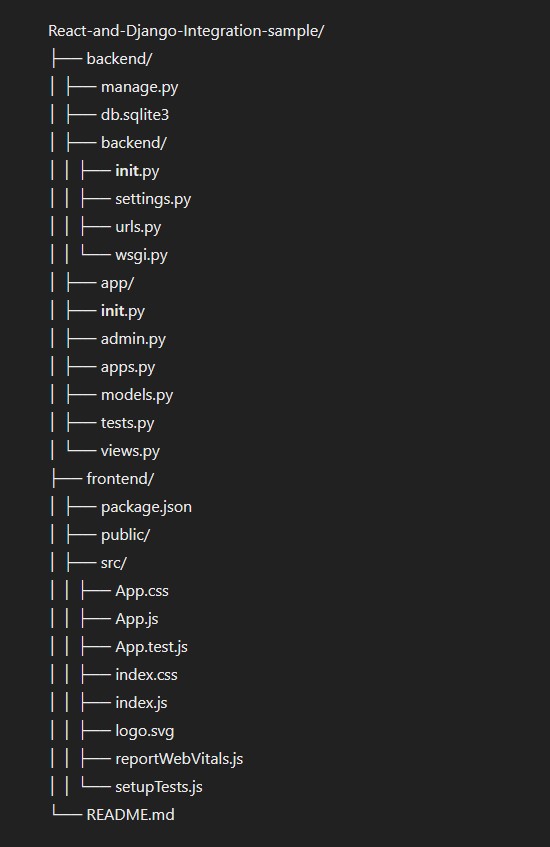 React-and-Django-Integration-sample/
├── backend/
│ ├── manage.py
│ ├── db.sqlite3
│ ├── backend/
│ │ ├── init.py
│ │ ├── settings.py
│ │ ├── urls.py
│ │ └── wsgi.py
│ ├── app/
│ ├── init.py
│ ├── admin.py
│ ├── apps.py
│ ├── models.py
│ ├── tests.py
│ └── views.py
├── frontend/
│ ├── package.json
│ ├── public/
│ ├── src/
│ │ ├── App.css
│ │ ├── App.js
│ │ ├── App.test.js
│ │ ├── index.css
│ │ ├── index.js
│ │ ├── logo.svg
│ │ ├── reportWebVitals.js
│ │ └── setupTests.js
└── README.md